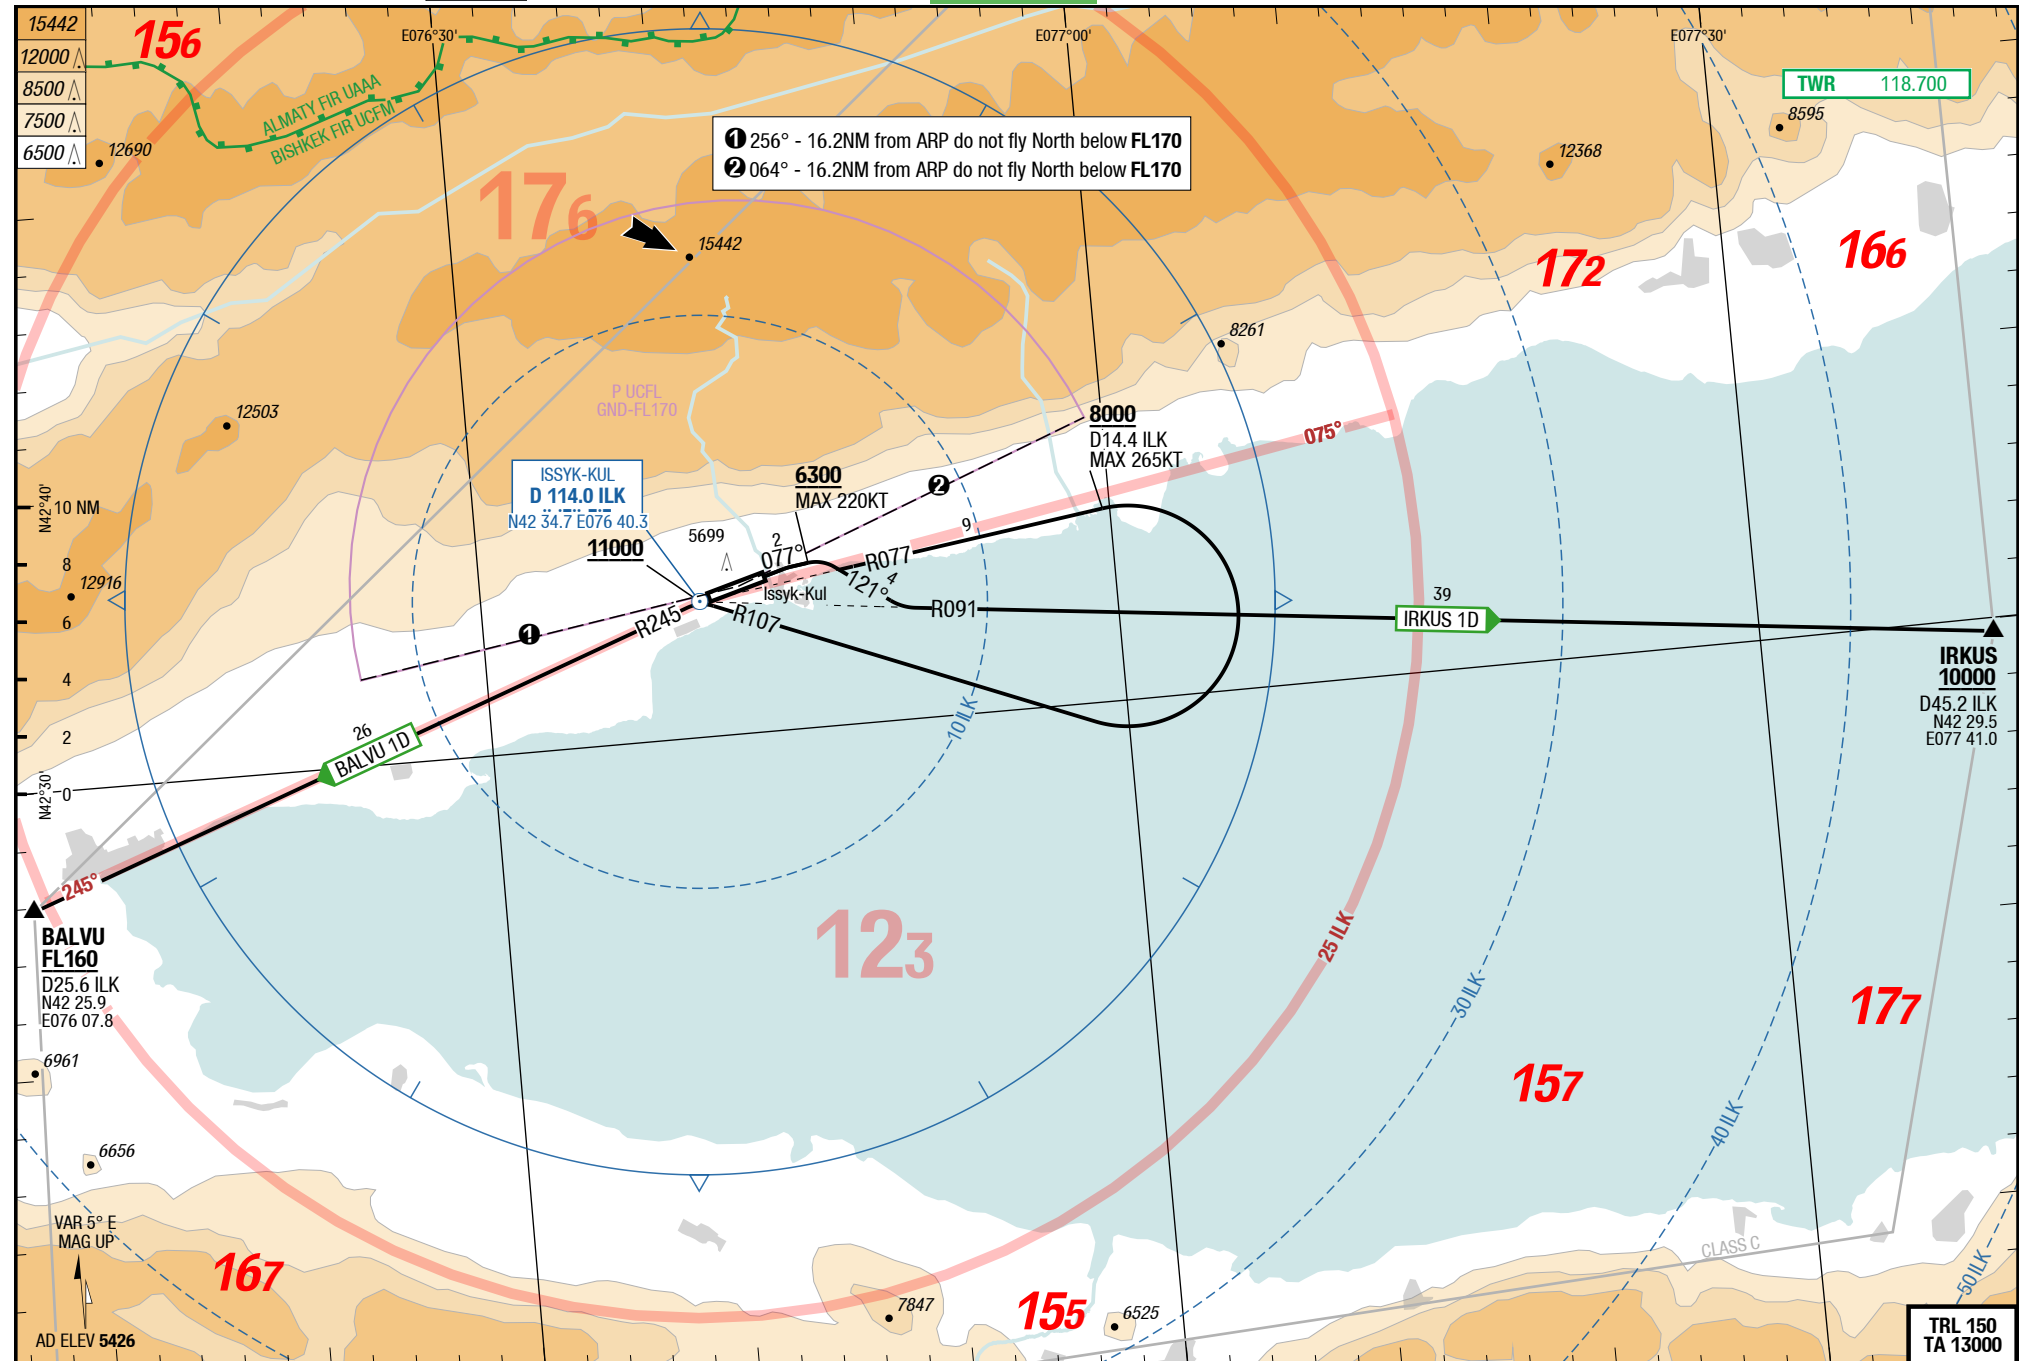 15442
12000
8500
7500
6500
156
E076°30'
E077°00'
E077°30'
TWR 118.700
ALMATY FIR UAAA
BISHKEK FIR UCFM
12690
❶ 256° - 16.2NM from ARP do not fly North below FL170
❷ 064° - 16.2NM from ARP do not fly North below FL170
8595
12368
176
15442
172
166
8261
P UCFL
GND-FL170
12503
8000
D14.4 ILK
MAX 265KT
075°
ISSYK-KUL
D 114.0 ILK
N42 34.7 E076 40.3
6300
MAX 220KT
❷
N42°40'
10 NM
8
6
4
2
0
N42°30'
11000
5699
2
077°
9
R077
12916
121°
4
Issyk-Kul
R091
39
IRKUS 1D
❶
R245
R107
IRKUS
10000
D45.2 ILK
N42 29.5
E077 41.0
26
BALVU 1D
10 ILK
245°
BALVU
FL160
D25.6 ILK
N42 25.9
E076 07.8
123
25 ILK
30 ILK
177
6961
157
40 ILK
6656
VAR 5° E
MAG UP
167
CLASS C
50 ILK
7847
155
6525
AD ELEV 5426
TRL 150
TA 13000